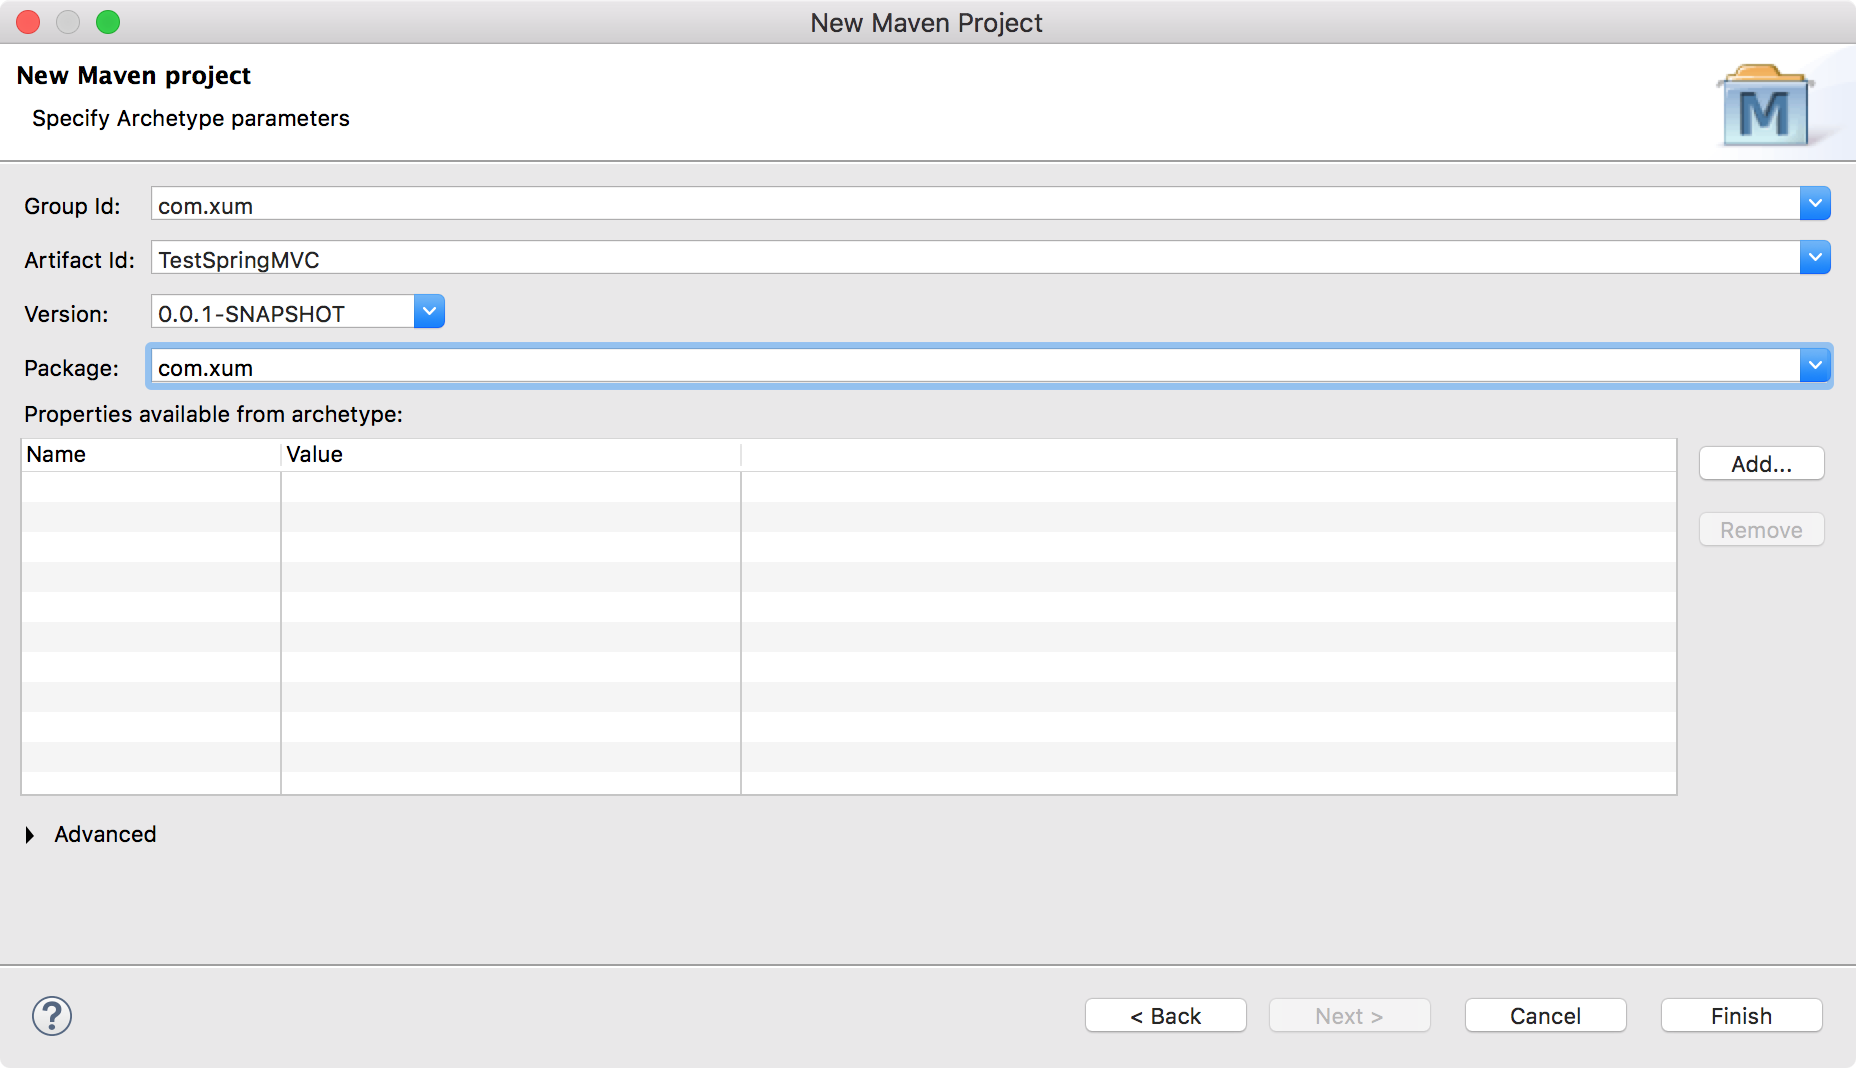 New Maven Project
New Maven project
Specify Archetype parameters
M
Group Id: com.xum
Artifact Id: TestSpringMVC
Version: 0.0.1-SNAPSHOT
Package: com.xum
Properties available from archetype:
Name Value
Add...
Remove
Advanced
? < Back Next > Cancel Finish